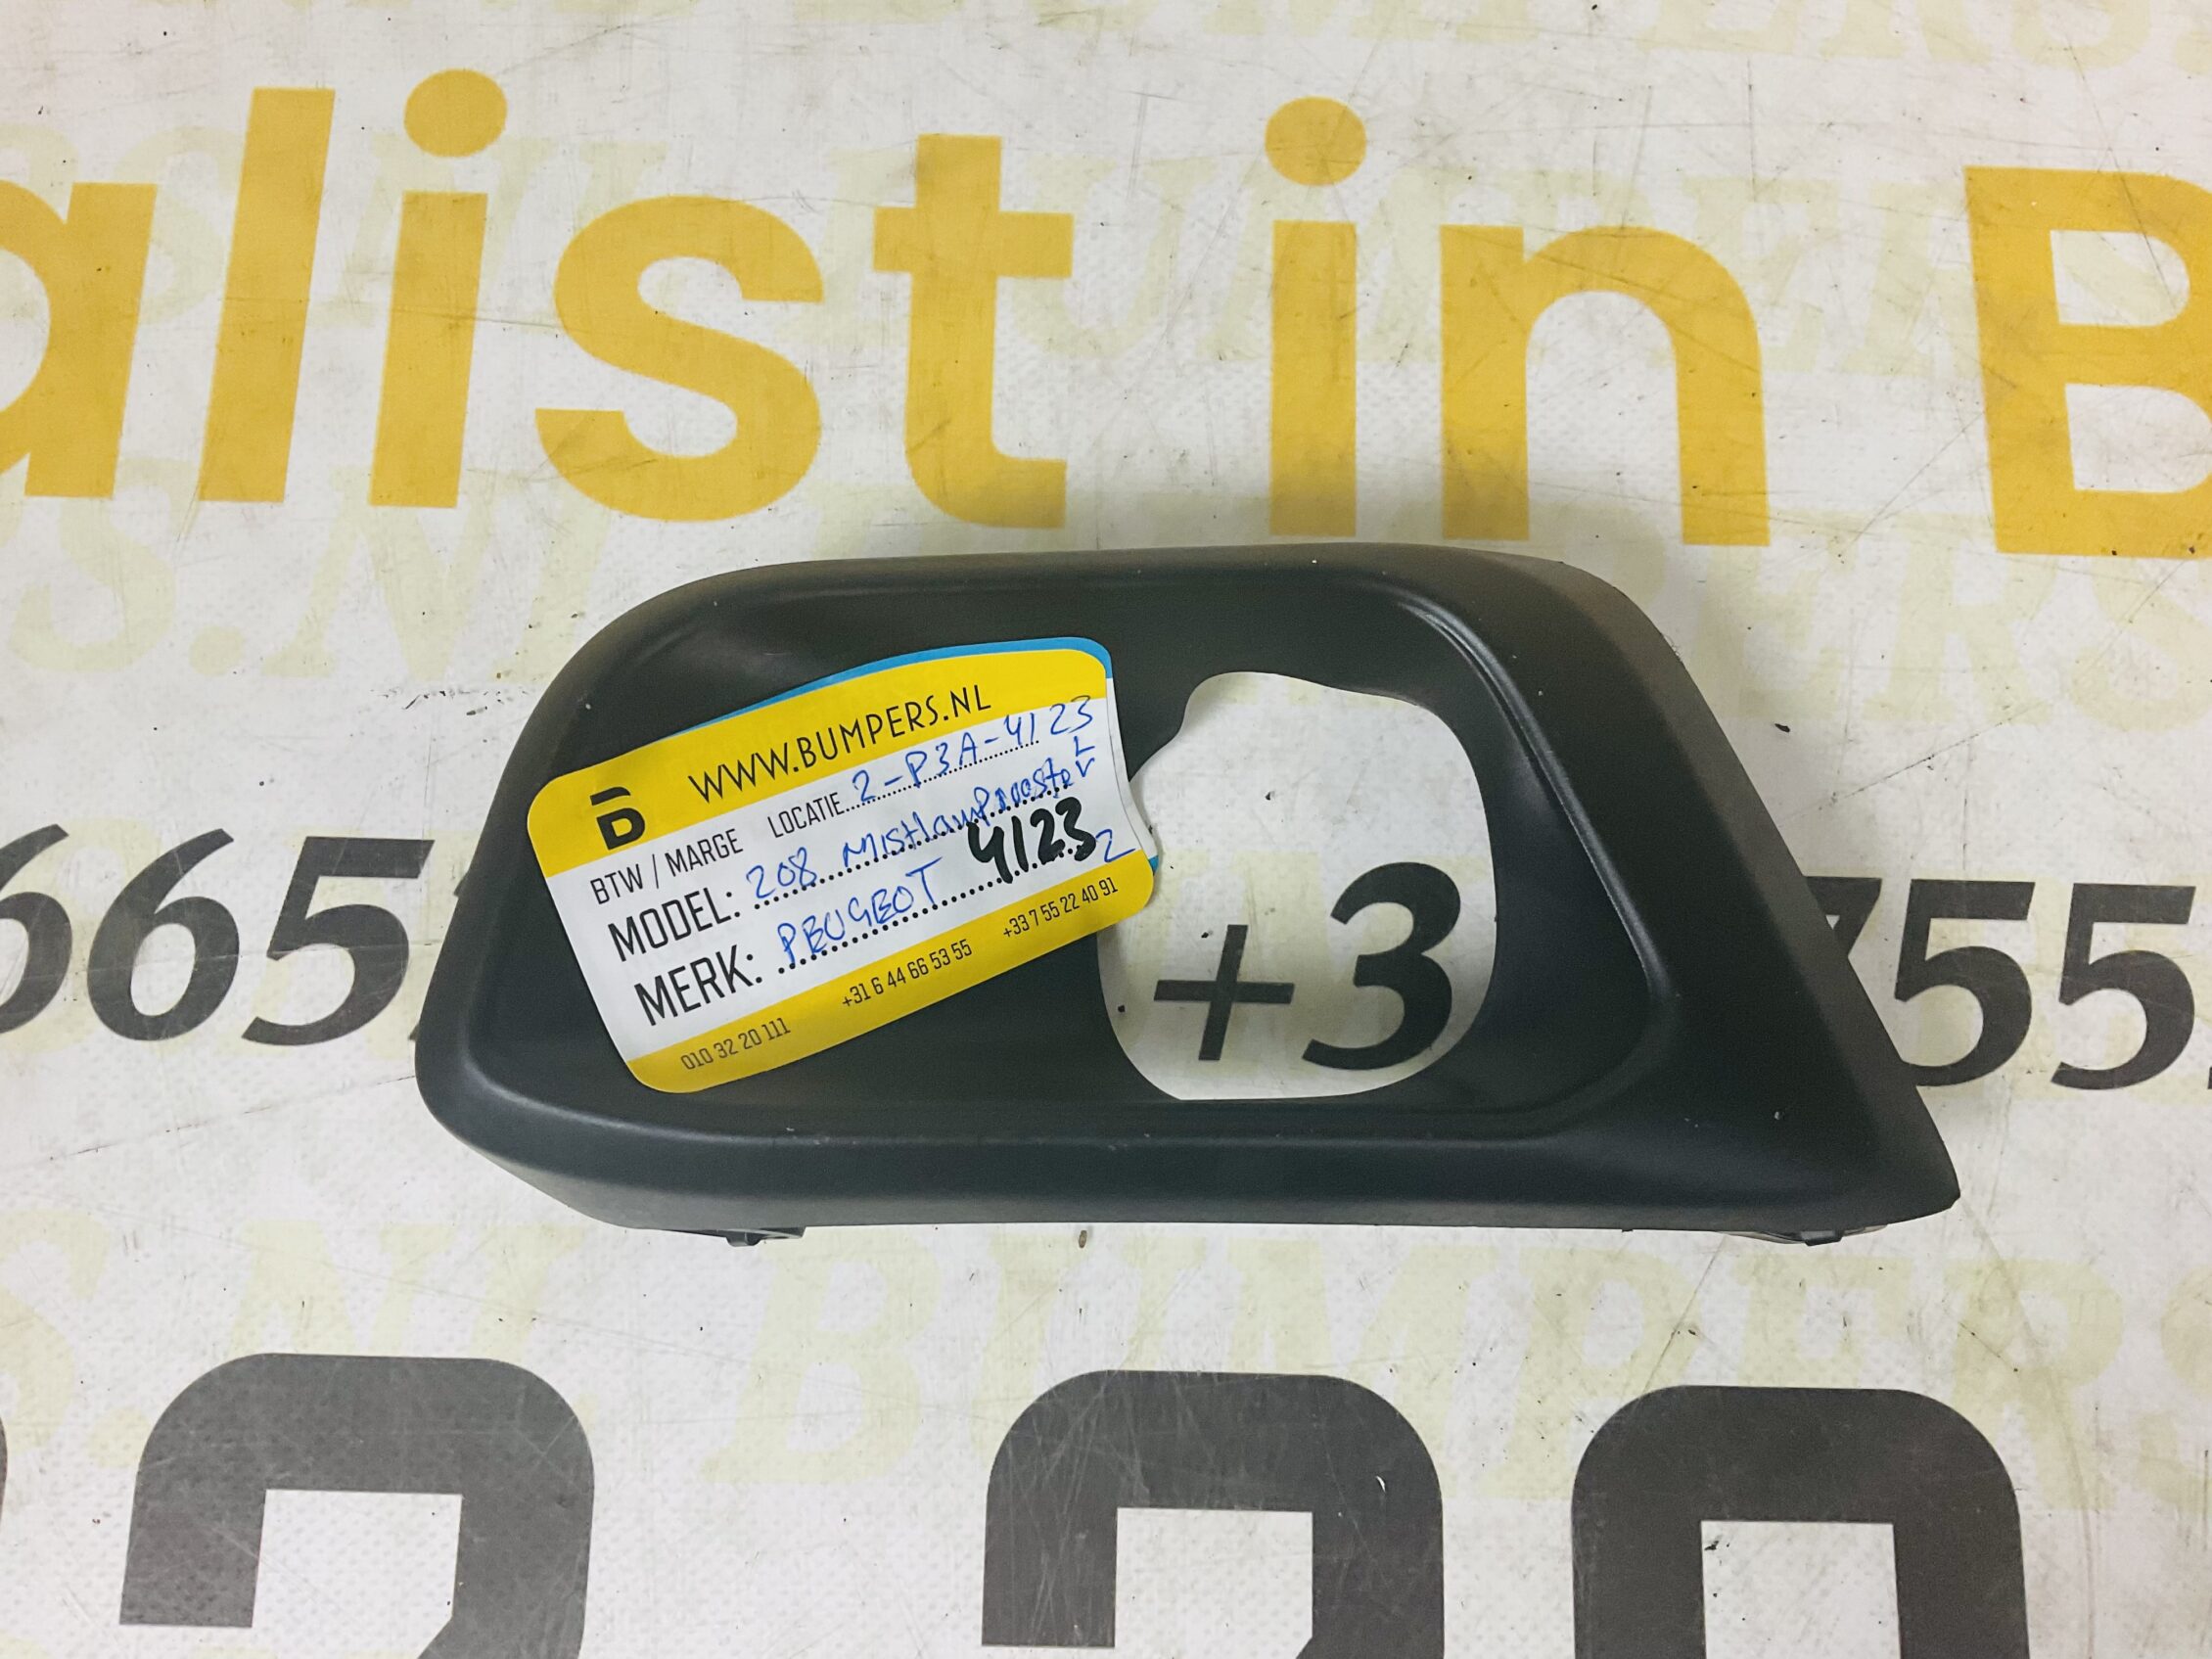 alist in B
WWW.BUMPERS.NL
BTW / MARGE LOCATIE 2-P3A-4123
L
MODEL: 208 Mistlamprooster V
MERK: PEUGEOT 4123 2
010 32 20 111 +31 6 44 66 53 55 +33 7 55 22 40 91
665 +3 755